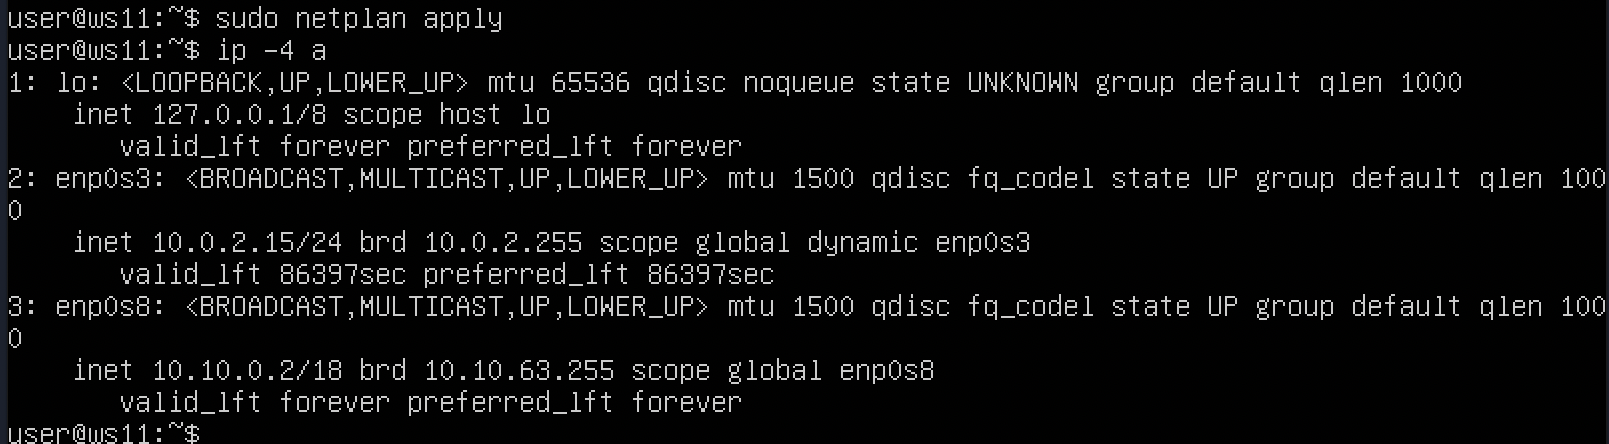 user@ws11:~$ sudo netplan apply
user@ws11:~$ ip -4 a
1: lo: <LOOPBACK,UP,LOWER_UP> mtu 65536 qdisc noqueue state UNKNOWN group default qlen 1000
    inet 127.0.0.1/8 scope host lo
       valid_lft forever preferred_lft forever
2: enp0s3: <BROADCAST,MULTICAST,UP,LOWER_UP> mtu 1500 qdisc fq_codel state UP group default qlen 100
0
    inet 10.0.2.15/24 brd 10.0.2.255 scope global dynamic enp0s3
       valid_lft 86397sec preferred_lft 86397sec
3: enp0s8: <BROADCAST,MULTICAST,UP,LOWER_UP> mtu 1500 qdisc fq_codel state UP group default qlen 100
0
    inet 10.10.0.2/18 brd 10.10.63.255 scope global enp0s8
       valid_lft forever preferred_lft forever
user@ws11:~$